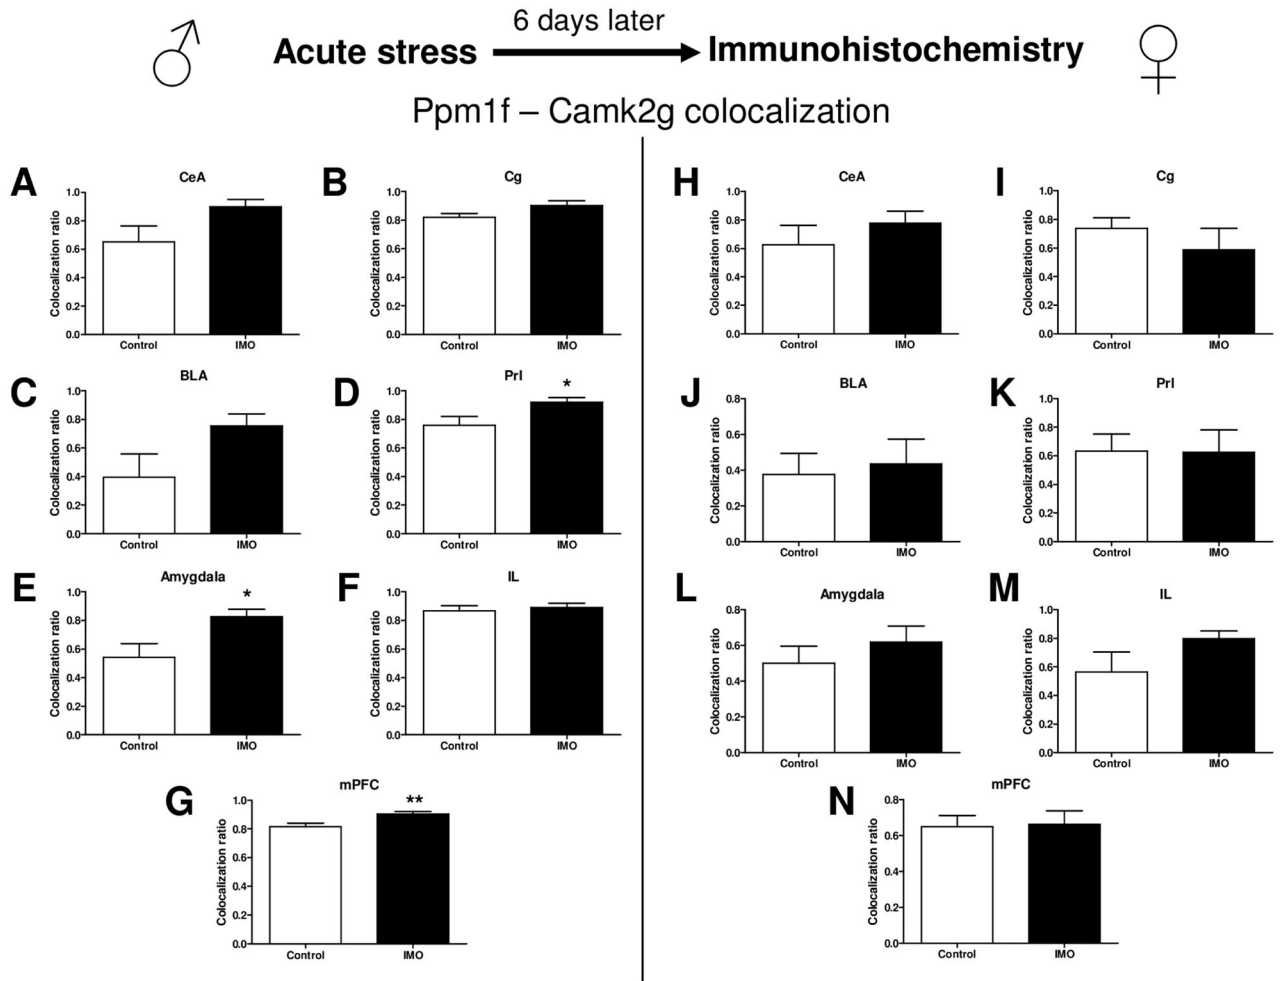 6 days later
Acute stress Immunohistochemistry
Ppm1f – Camk2g colocalization
A
CeA
Colocalization ratio
1.0
0.8
0.6
0.4
0.2
0.0
Control IMO
B
Cg
Colocalization ratio
1.0
0.8
0.6
0.4
0.2
0.0
Control IMO
C
BLA
Colocalization ratio
1.0
0.8
0.6
0.4
0.2
0.0
Control IMO
D
Prl
*
Colocalization ratio
1.0
0.8
0.6
0.4
0.2
0.0
Control IMO
E
Amygdala
*
Colocalization ratio
1.0
0.8
0.6
0.4
0.2
0.0
Control IMO
F
IL
Colocalization ratio
1.0
0.8
0.6
0.4
0.2
0.0
Control IMO
G
mPFC
**
Colocalization ratio
1.0
0.8
0.6
0.4
0.2
0.0
Control IMO
H
CeA
Colocalization ratio
1.0
0.8
0.6
0.4
0.2
0.0
Control IMO
I
Cg
Colocalization ratio
1.0
0.8
0.6
0.4
0.2
0.0
Control IMO
J
BLA
Colocalization ratio
0.8
0.6
0.4
0.2
0.0
Control IMO
K
Prl
Colocalization ratio
1.0
0.8
0.6
0.4
0.2
0.0
Control IMO
L
Amygdala
Colocalization ratio
0.8
0.6
0.4
0.2
0.0
Control IMO
M
IL
Colocalization ratio
1.0
0.8
0.6
0.4
0.2
0.0
Control IMO
N
mPFC
Colocalization ratio
0.8
0.6
0.4
0.2
0.0
Control IMO